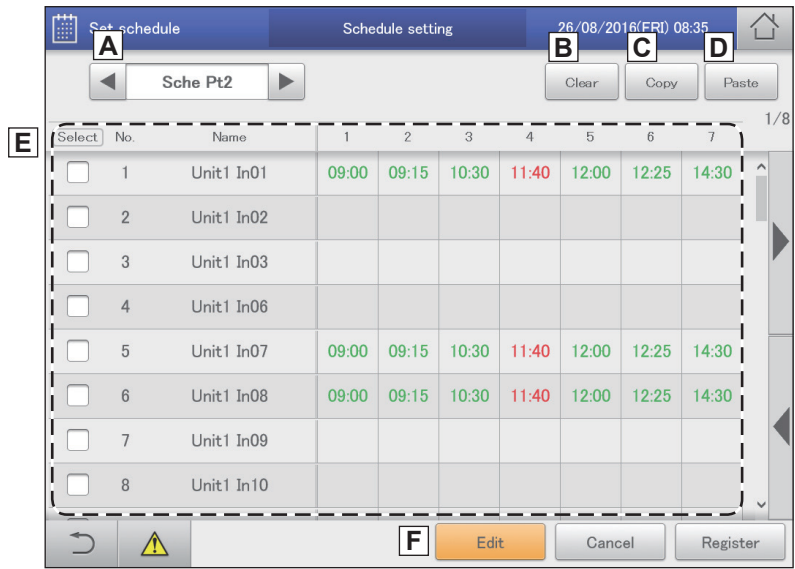 Set schedule Schedule setting 26/08/2016(FRI) 08:35
A B C D
Sche Pt2 Clear Copy Paste
1/8
E
Select No. Name 1 2 3 4 5 6 7
1 Unit1 In01 09:00 09:15 10:30 11:40 12:00 12:25 14:30
2 Unit1 In02
3 Unit1 In03
4 Unit1 In06
5 Unit1 In07 09:00 09:15 10:30 11:40 12:00 12:25 14:30
6 Unit1 In08 09:00 09:15 10:30 11:40 12:00 12:25 14:30
7 Unit1 In09
8 Unit1 In10
F Edit Cancel Register